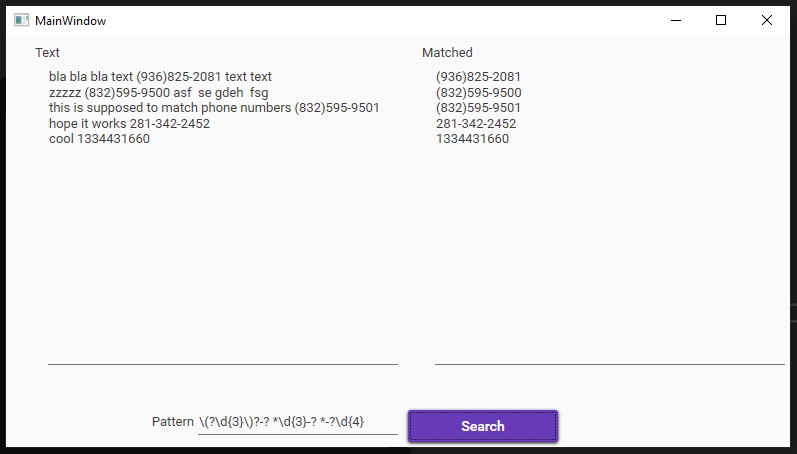 MainWindow
Text
bla bla bla text (936)825-2081 text text
zzzzz (832)595-9500 asf  se gdeh  fsg
this is supposed to match phone numbers (832)595-9501
hope it works 281-342-2452
cool 1334431660
Matched
(936)825-2081
(832)595-9500
(832)595-9501
281-342-2452
1334431660
Pattern \(?\d{3}\)?-? *\d{3}-? *-?\d{4}
Search